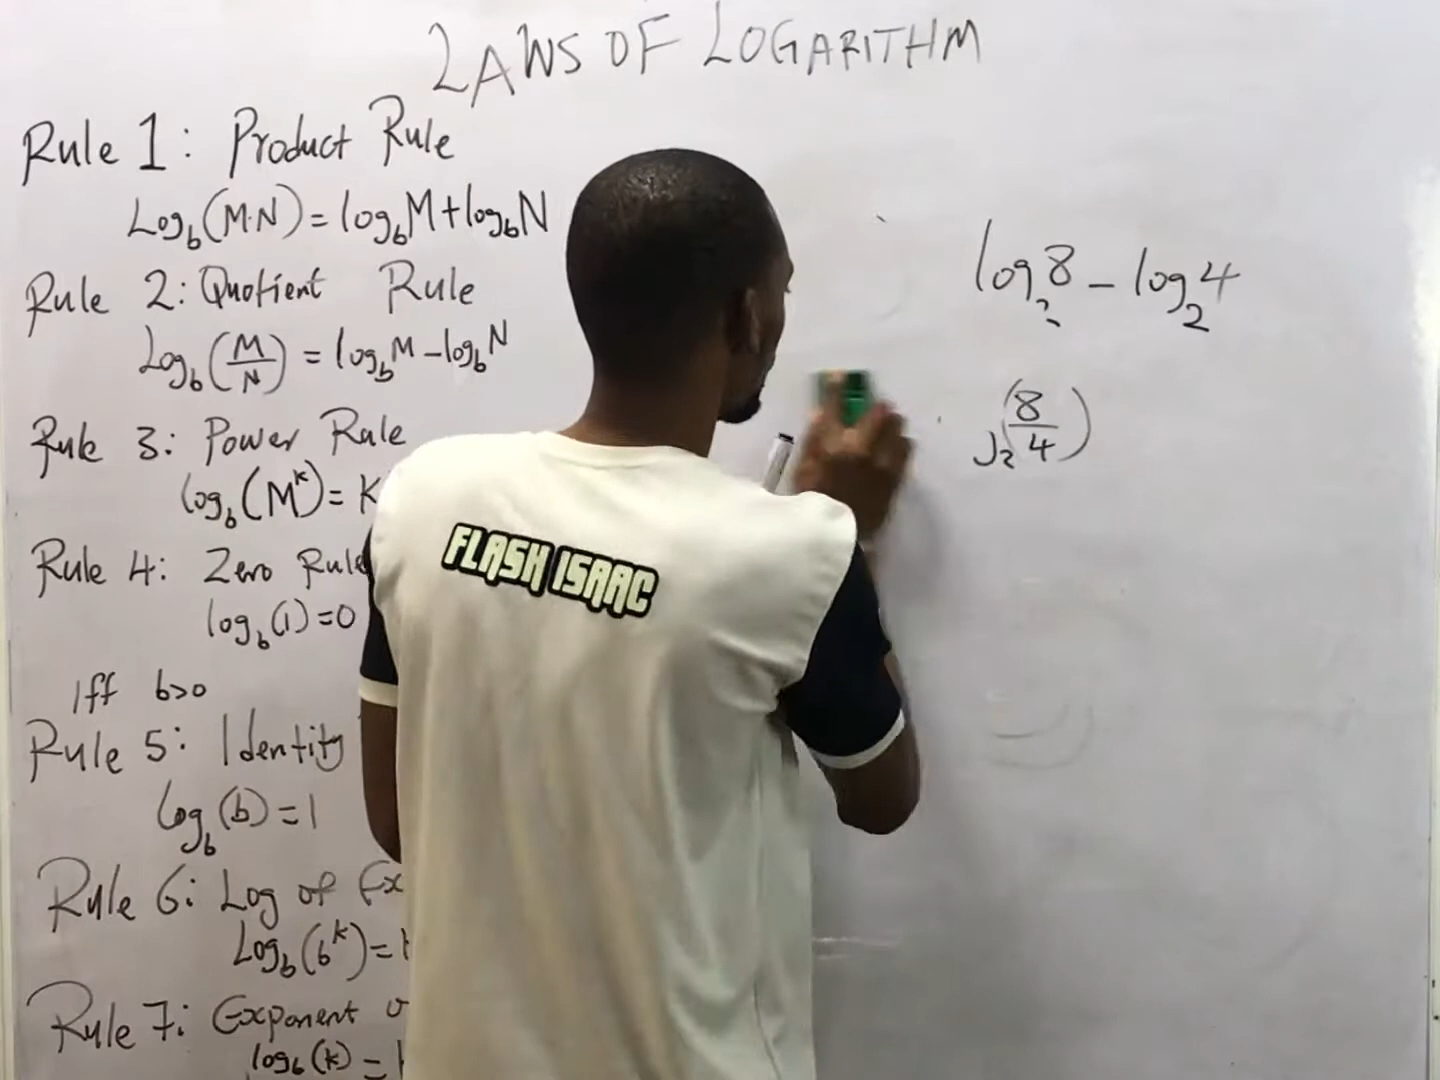 LAWS OF LOGARITHM
Rule 1: Product Rule
Log_b(M·N) = log_b M + log_b N
Rule 2: Quotient Rule
Log_b(M/N) = log_b M - log_b N
Rule 3: Power Rule
log_b(M^k) = K
Rule 4: Zero Rule
log_b(1) = 0
Iff b>0
Rule 5: Identity
log_b(b) = 1
Rule 6: Log of Ex
Log_b(b^k) =
Rule 7: Exponent o
log_b(k) =
log_2 8 - log_2 4
2(8/4)
FLASH ISAAC